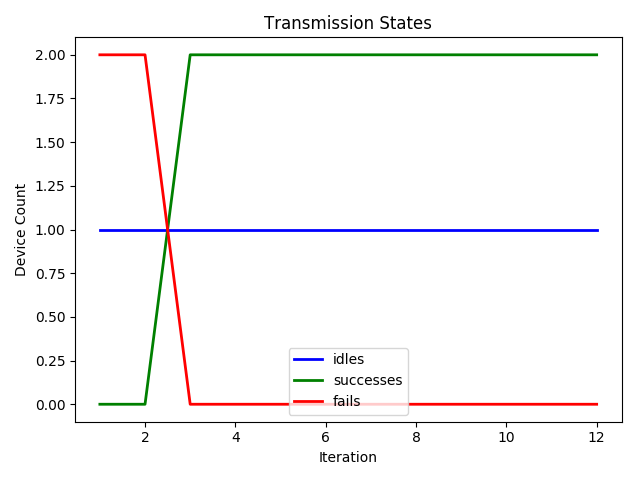 Transmission States
Device Count
2.00
1.75
1.50
1.25
1.00
0.75
0.50
0.25
0.00
idles
successes
fails
2 4 6 8 10 12
Iteration